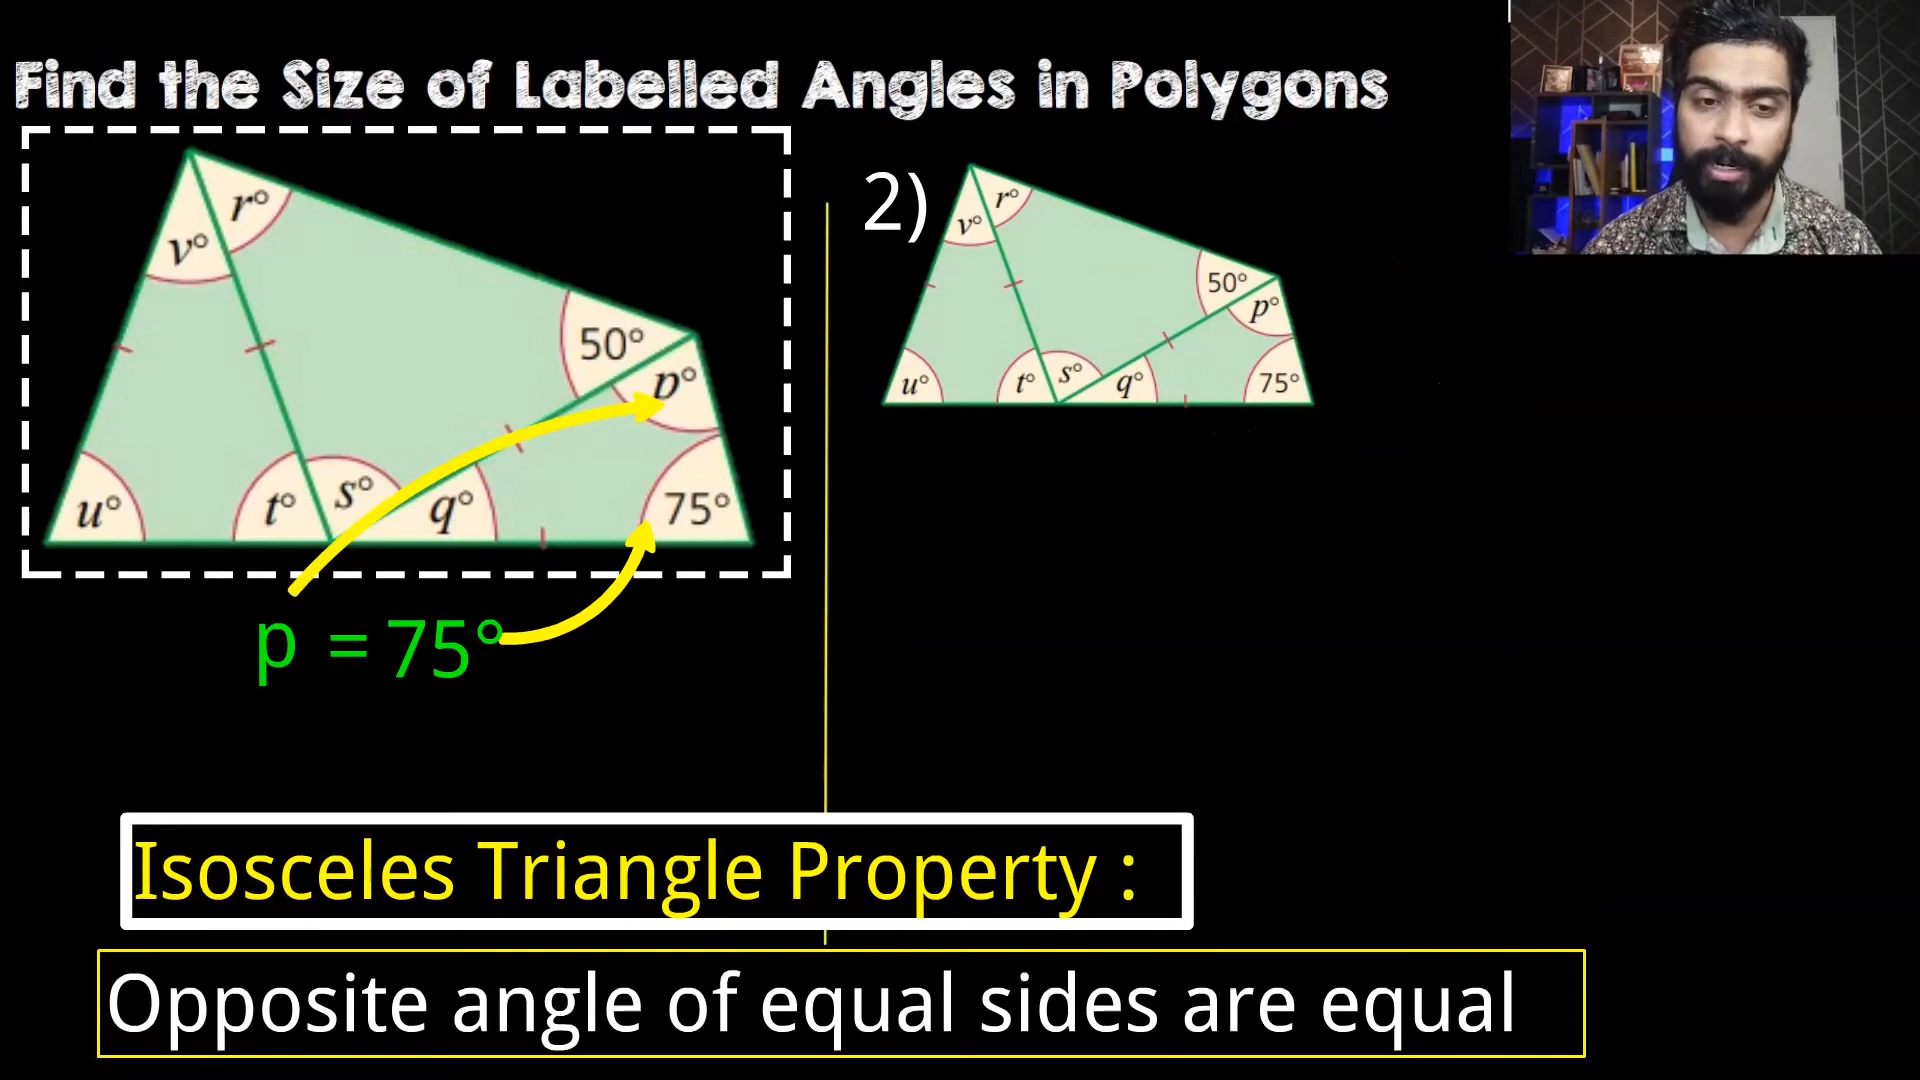 Find the Size of Labelled Angles in Polygons
r°
v°
50°
p°
u°
t°
s°
q°
75°
p = 75°
2)
r°
v°
50°
p°
u°
t°
s°
q°
75°
Isosceles Triangle Property :
Opposite angle of equal sides are equal